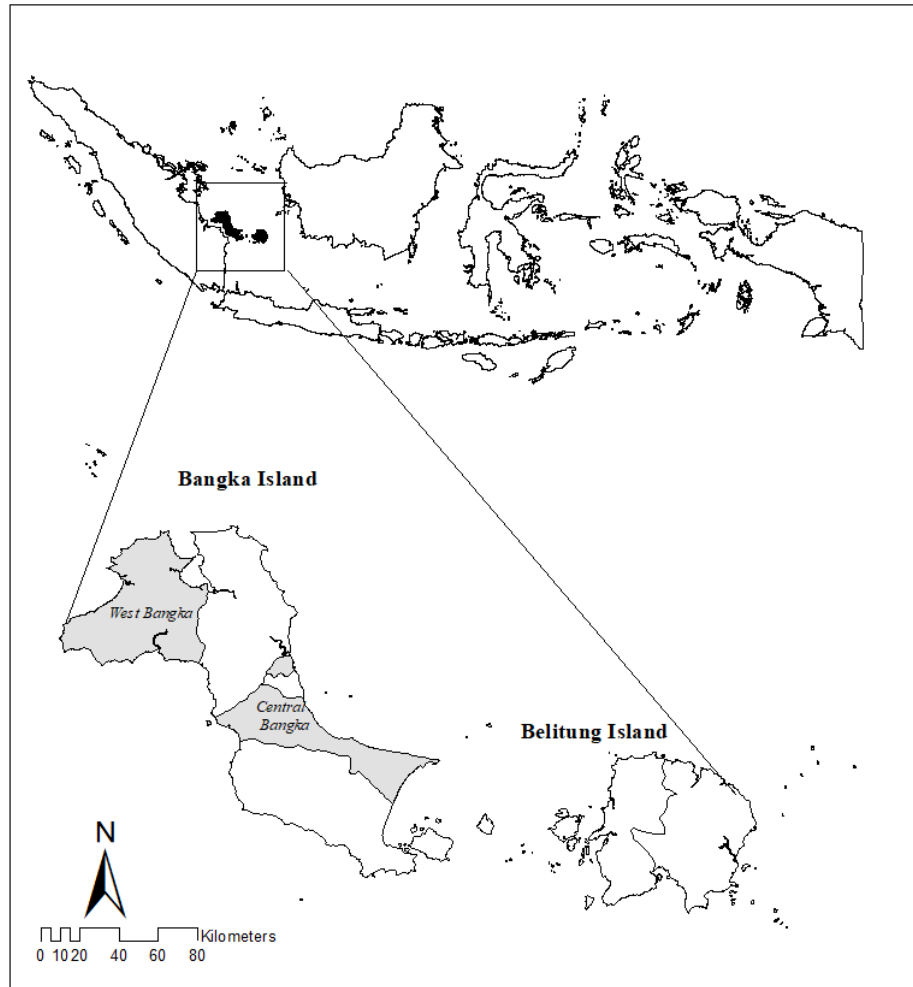 Bangka Island
West Bangka
Central
Bangka
Belitung Island
N
Kilometers
0 10 20 40 60 80